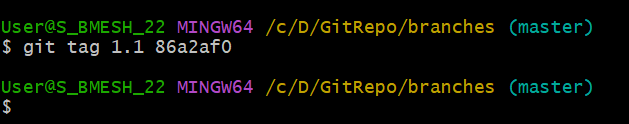 User@S_BMESH_22 MINGW64 /c/D/GitRepo/branches (master)
$ git tag 1.1 86a2af0
User@S_BMESH_22 MINGW64 /c/D/GitRepo/branches (master)
$